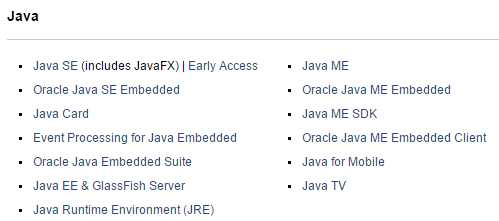 Java
Java SE (includes JavaFX) | Early Access
Oracle Java SE Embedded
Java Card
Event Processing for Java Embedded
Oracle Java Embedded Suite
Java EE & GlassFish Server
Java Runtime Environment (JRE)
Java ME
Oracle Java ME Embedded
Java ME SDK
Oracle Java ME Embedded Client
Java for Mobile
Java TV